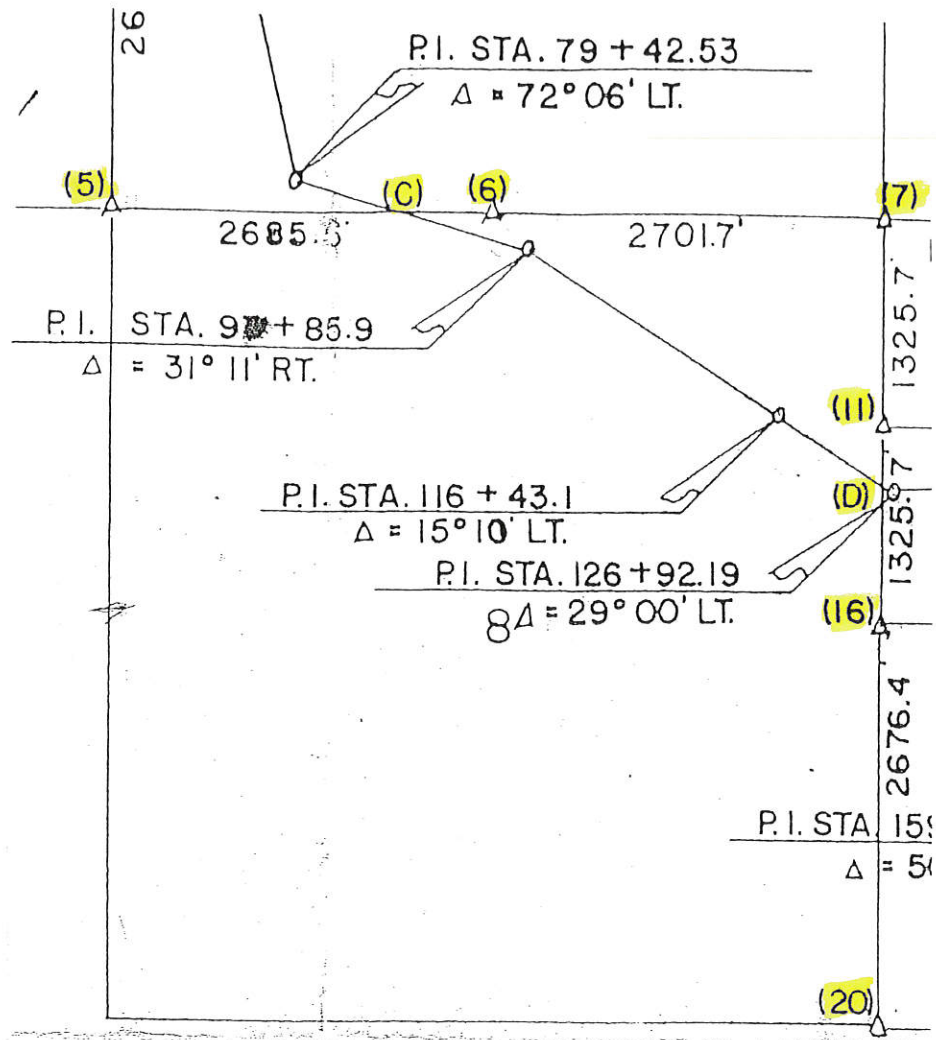 26
P.I. STA. 79 + 42.53
Δ = 72° 06' LT.
(5)
(C)
(6)
(7)
2701.7'
1325.7'
P.I. STA.
+ 85.9
Δ = 31° 11' RT.
(11)
P.I. STA. 116 + 43.1
Δ = 15° 10' LT.
(D)
1325.7'
P.I. STA. 126 + 92.19
8 Δ = 29° 00' LT.
(16)
2676.4'
P.I. STA 159
Δ = 50
(20)